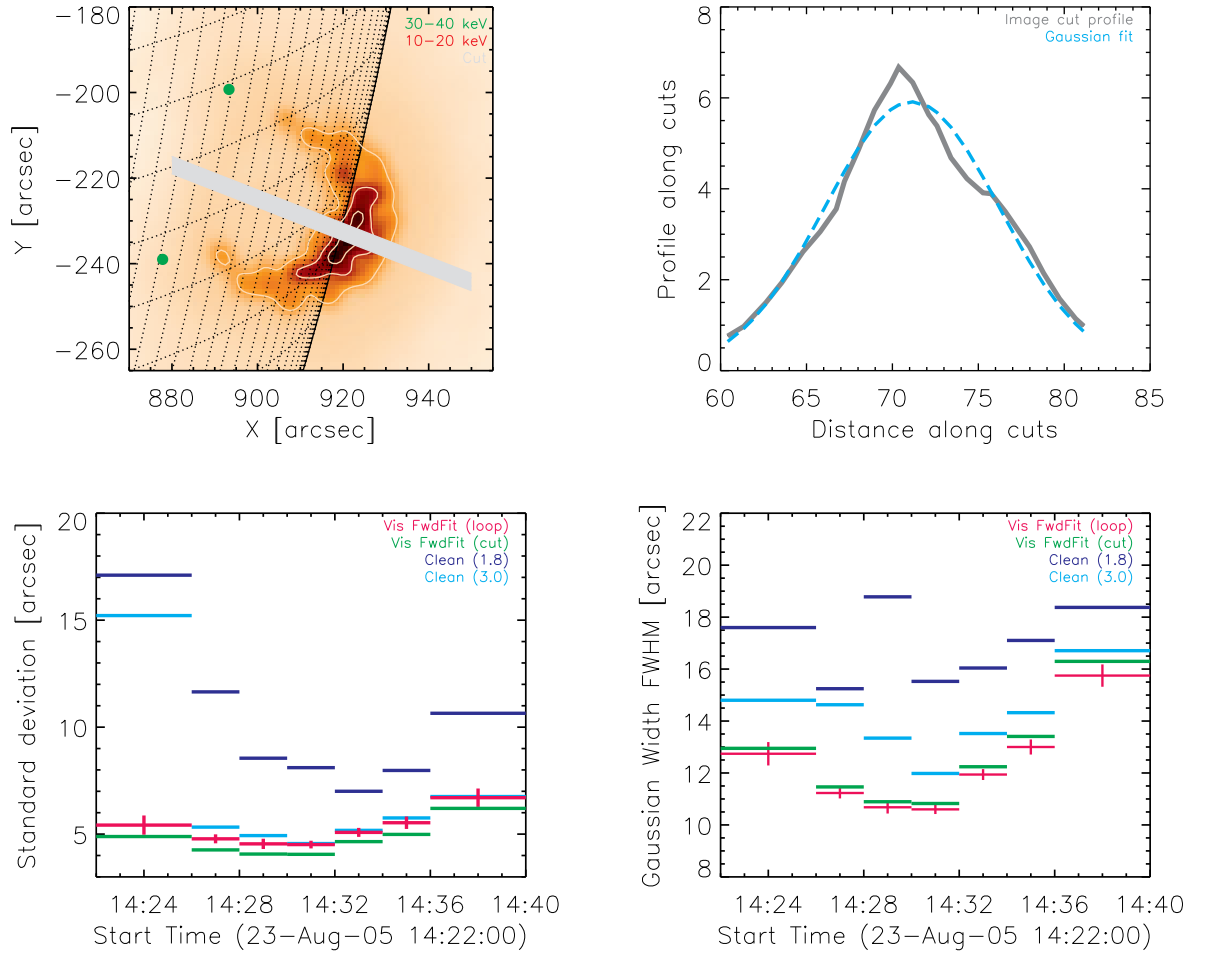 -180
-200
-220
-240
-260
Y [arcsec]
30-40 keV
10-20 keV
Cut
880 900 920 940
X [arcsec]
8
6
4
2
0
Profile along cuts
Image cut profile
Gaussian fit
60 65 70 75 80 85
Distance along cuts
20
15
10
5
Standard deviation [arcsec]
Vis FwdFit (loop)
Vis FwdFit (cut)
Clean (1.8)
Clean (3.0)
14:24 14:28 14:32 14:36 14:40
Start Time (23-Aug-05 14:22:00)
22
20
18
16
14
12
10
8
Gaussian Width FWHM [arcsec]
Vis FwdFit (loop)
Vis FwdFit (cut)
Clean (1.8)
Clean (3.0)
14:24 14:28 14:32 14:36 14:40
Start Time (23-Aug-05 14:22:00)